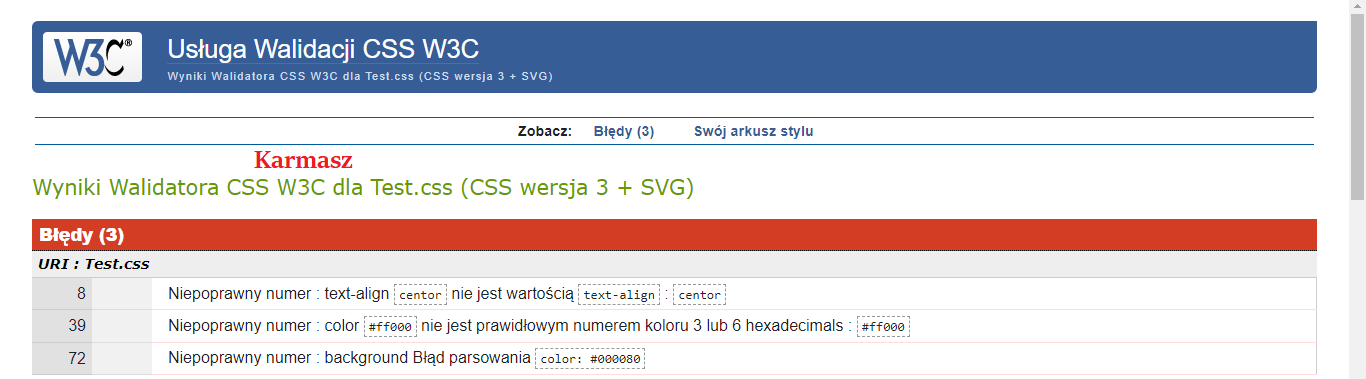 W3C® Usługa Walidacji CSS W3C
Wyniki Walidatora CSS W3C dla Test.css (CSS wersja 3 + SVG)
Zobacz: Błędy (3) Swój arkusz stylu
Karmasz
Wyniki Walidatora CSS W3C dla Test.css (CSS wersja 3 + SVG)
Błędy (3)
URI : Test.css
8 Niepoprawny numer : text-align centor nie jest wartością text-align : centor
39 Niepoprawny numer : color #ff000 nie jest prawidłowym numerem koloru 3 lub 6 hexadecimals : #ff000
72 Niepoprawny numer : background Błąd parsowania color: #000080